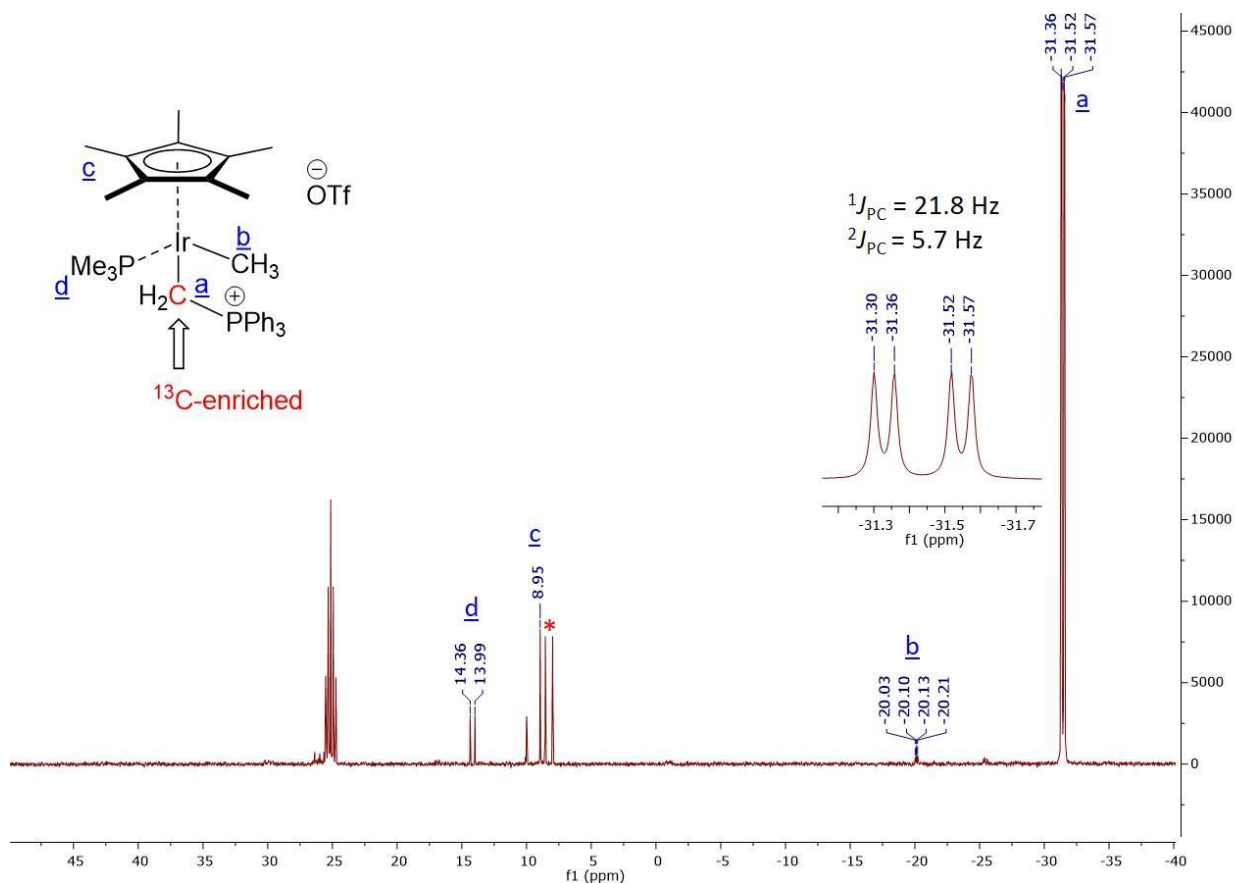 -31.36
-31.52
-31.57
a
c
⊖
OTf
Ir
b
CH3
Me3P
d
H2C
a
⊕
PPh3
13C-enriched
1JPC = 21.8 Hz
2JPC = 5.7 Hz
-31.30
-31.36
-31.52
-31.57
-31.3
-31.5
-31.7
f1 (ppm)
c
8.95
*
d
14.36
13.99
b
-20.03
-20.10
-20.13
-20.21
45000
40000
35000
30000
25000
20000
15000
10000
5000
0
45 40 35 30 25 20 15 10 5 0 -5 -10 -15 -20 -25 -30 -35 -40
f1 (ppm)